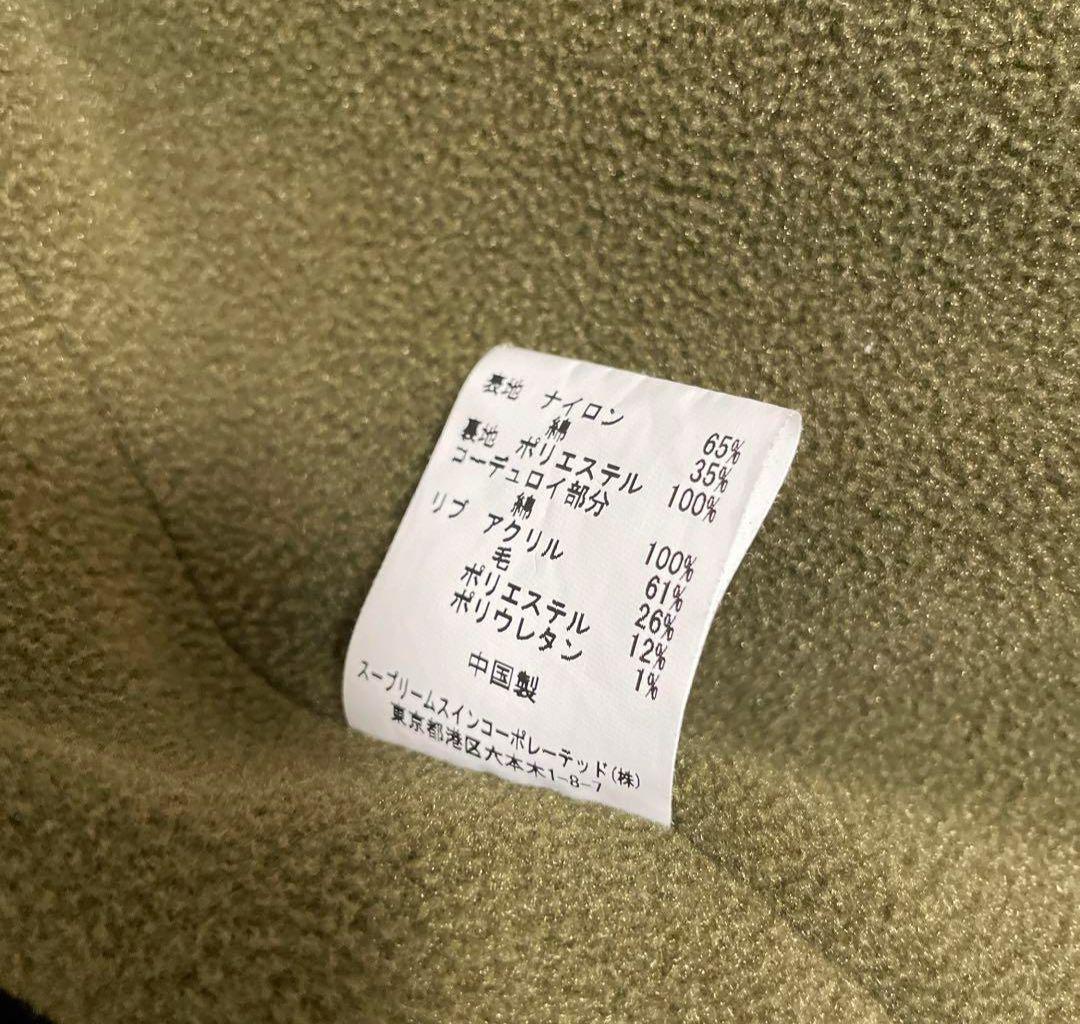 表地 ナイロン 65%
綿 35%
裏地 ポリエステル 100%
コーデュロイ部分
綿 100%
リブ アクリル 61%
毛 26%
ポリエステル 12%
ポリウレタン 1%
中国製
スープリームスインコーポレーテッド(株)
東京都港区六本木1-8-7